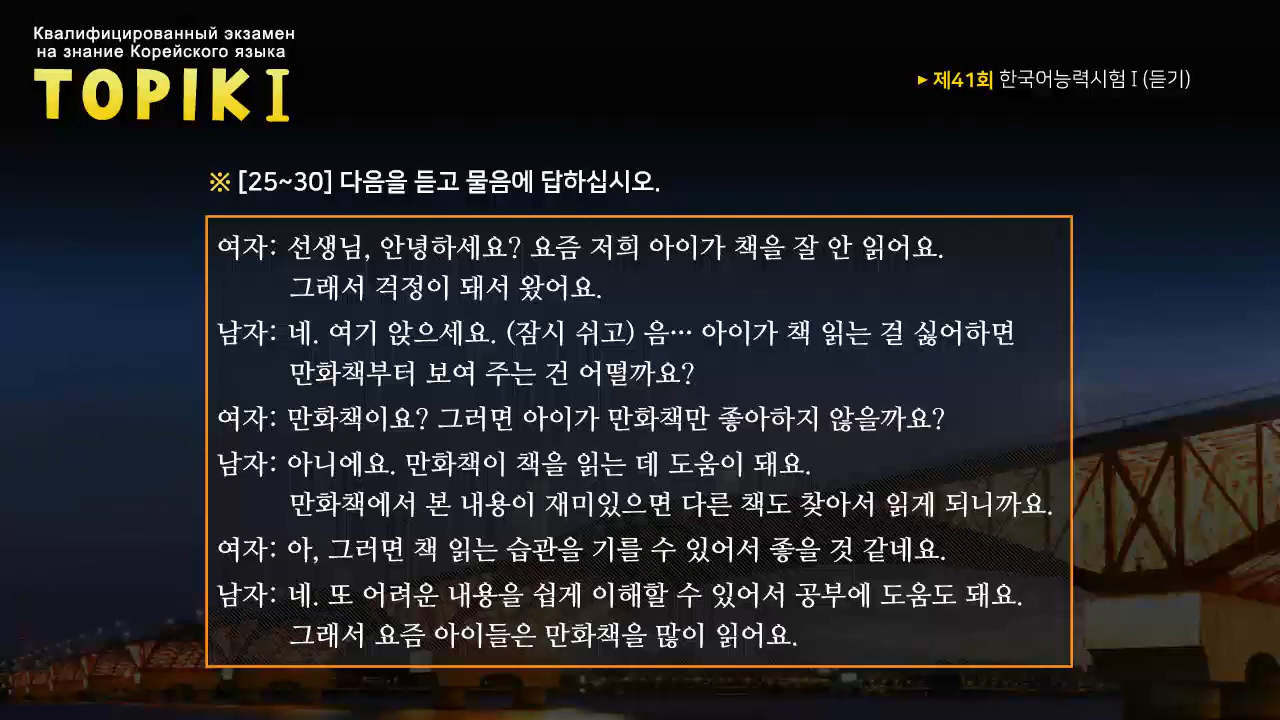 Квалифицированный экзамен
на знание Корейского языка
TOPIK I
▸ 제41회 한국어능력시험 I (듣기)
※ [25~30] 다음을 듣고 물음에 답하십시오.
여자: 선생님, 안녕하세요? 요즘 저희 아이가 책을 잘 안 읽어요.
그래서 걱정이 돼서 왔어요.
남자: 네. 여기 앉으세요. (잠시 쉬고) 음… 아이가 책 읽는 걸 싫어하면
만화책부터 보여 주는 건 어떨까요?
여자: 만화책이요? 그러면 아이가 만화책만 좋아하지 않을까요?
남자: 아니에요. 만화책이 책을 읽는 데 도움이 돼요.
만화책에서 본 내용이 재미있으면 다른 책도 찾아서 읽게 되니까요.
여자: 아, 그러면 책 읽는 습관을 기를 수 있어서 좋을 것 같네요.
남자: 네. 또 어려운 내용을 쉽게 이해할 수 있어서 공부에 도움도 돼요.
그래서 요즘 아이들은 만화책을 많이 읽어요.